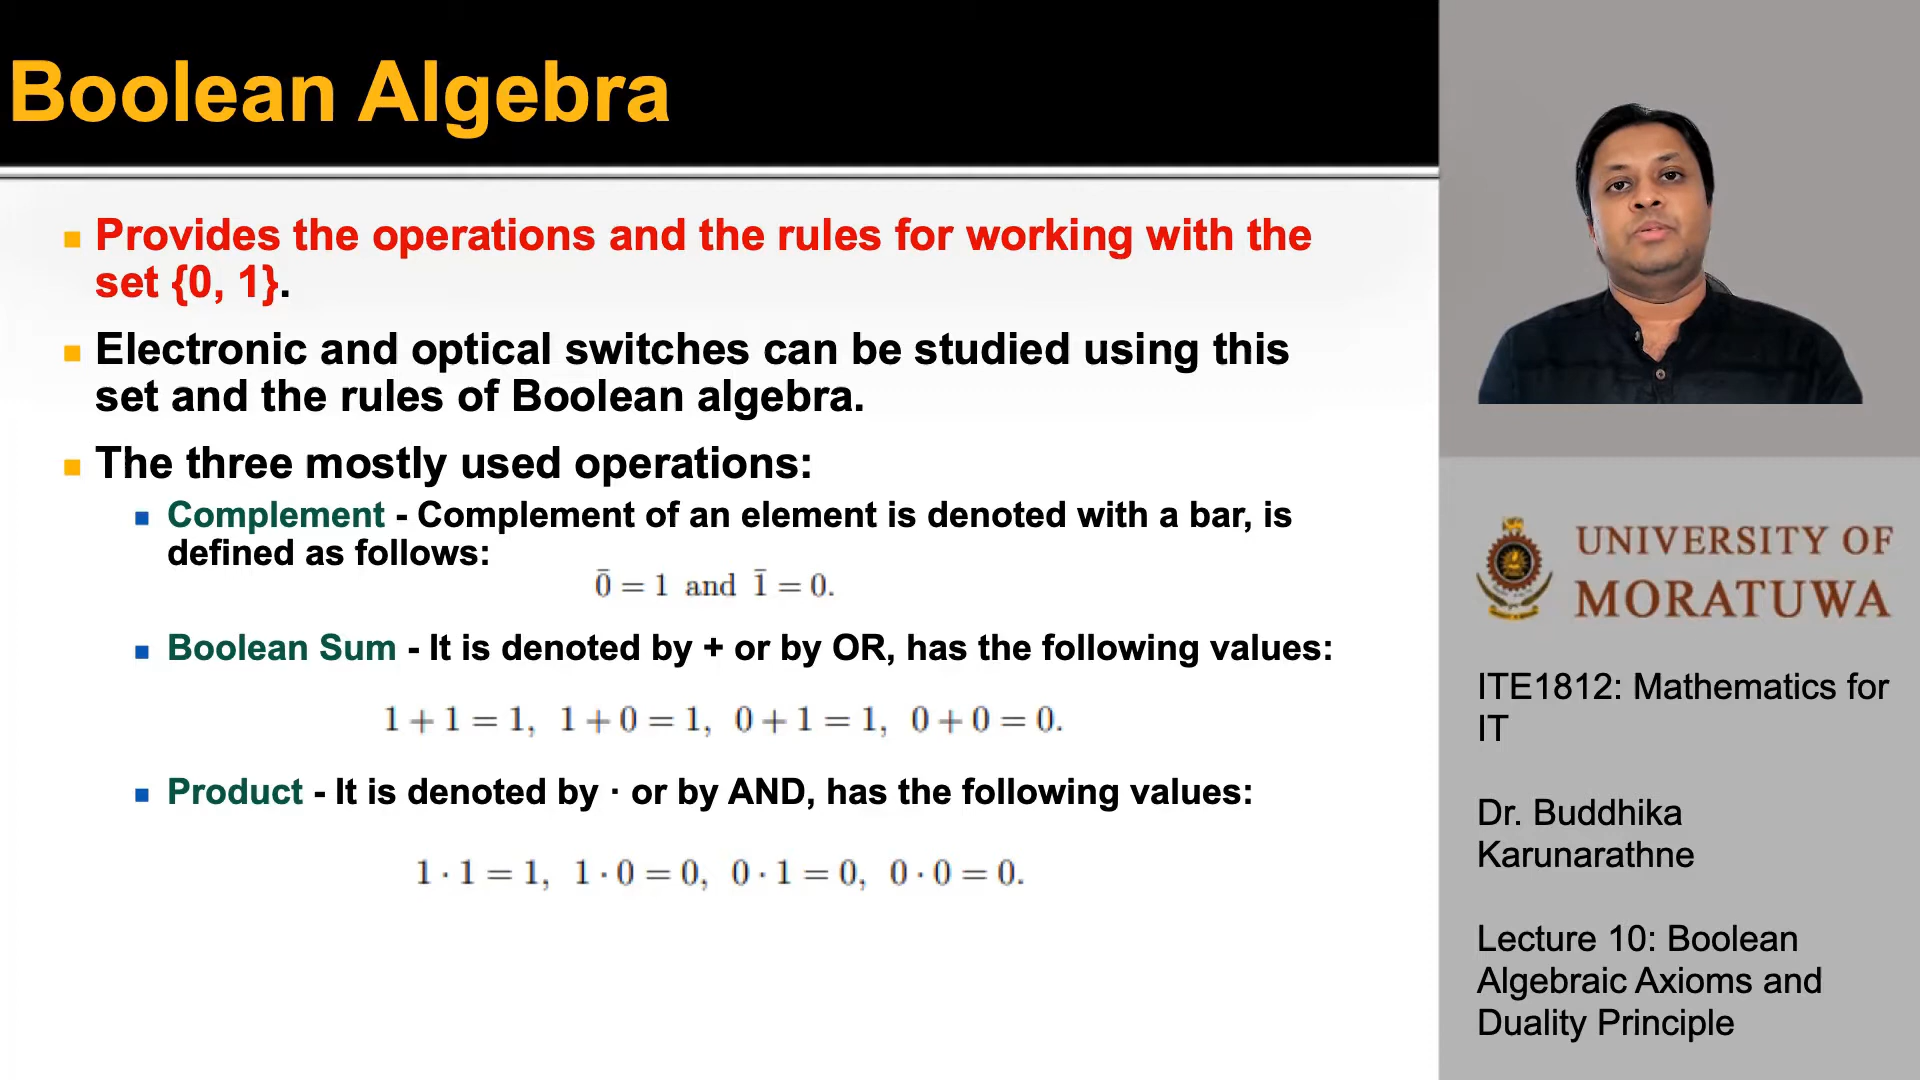 Boolean Algebra
Provides the operations and the rules for working with the
set {0, 1}.
Electronic and optical switches can be studied using this
set and the rules of Boolean algebra.
The three mostly used operations:
Complement - Complement of an element is denoted with a bar, is
defined as follows:
0̄ = 1 and 1̄ = 0.
Boolean Sum - It is denoted by + or by OR, has the following values:
1 + 1 = 1, 1 + 0 = 1, 0 + 1 = 1, 0 + 0 = 0.
Product - It is denoted by · or by AND, has the following values:
1 · 1 = 1, 1 · 0 = 0, 0 · 1 = 0, 0 · 0 = 0.
UNIVERSITY OF
MORATUWA
ITE1812: Mathematics for
IT
Dr. Buddhika
Karunarathne
Lecture 10: Boolean
Algebraic Axioms and
Duality Principle